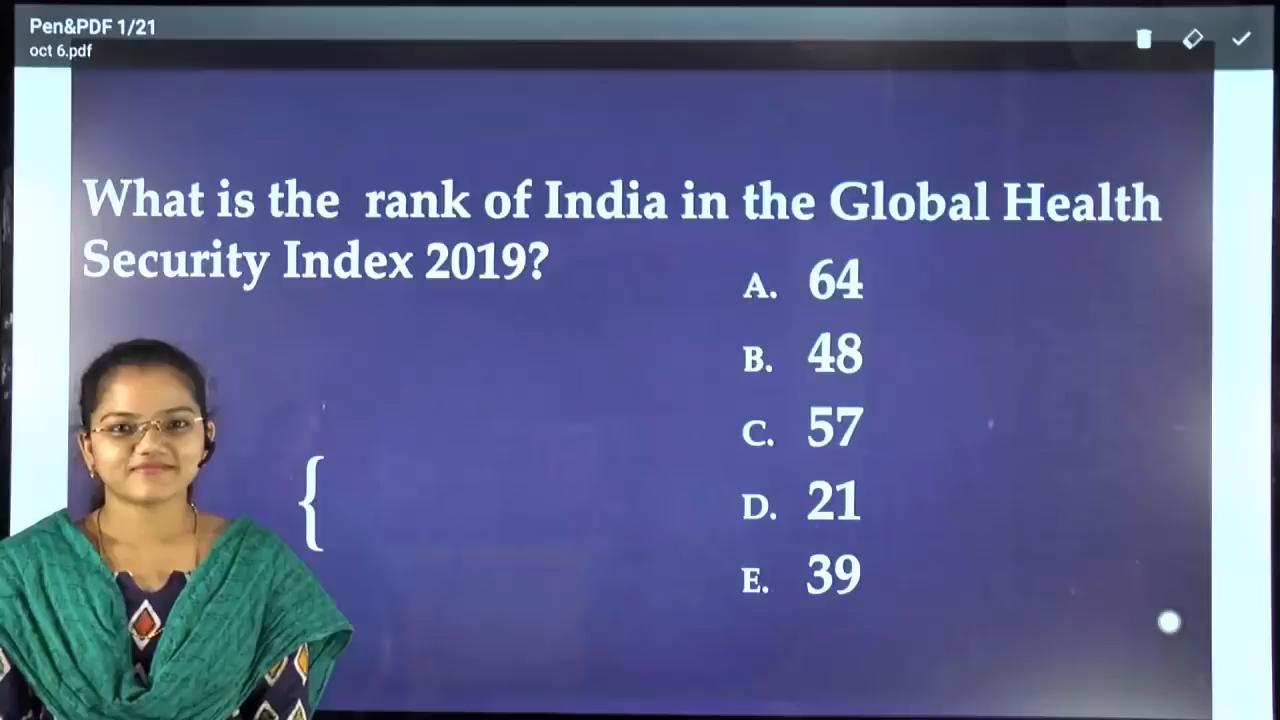 Pen&PDF 1/21
oct 6.pdf
What is the rank of India in the Global Health
Security Index 2019?
A. 64
B. 48
C. 57
D. 21
E. 39
{